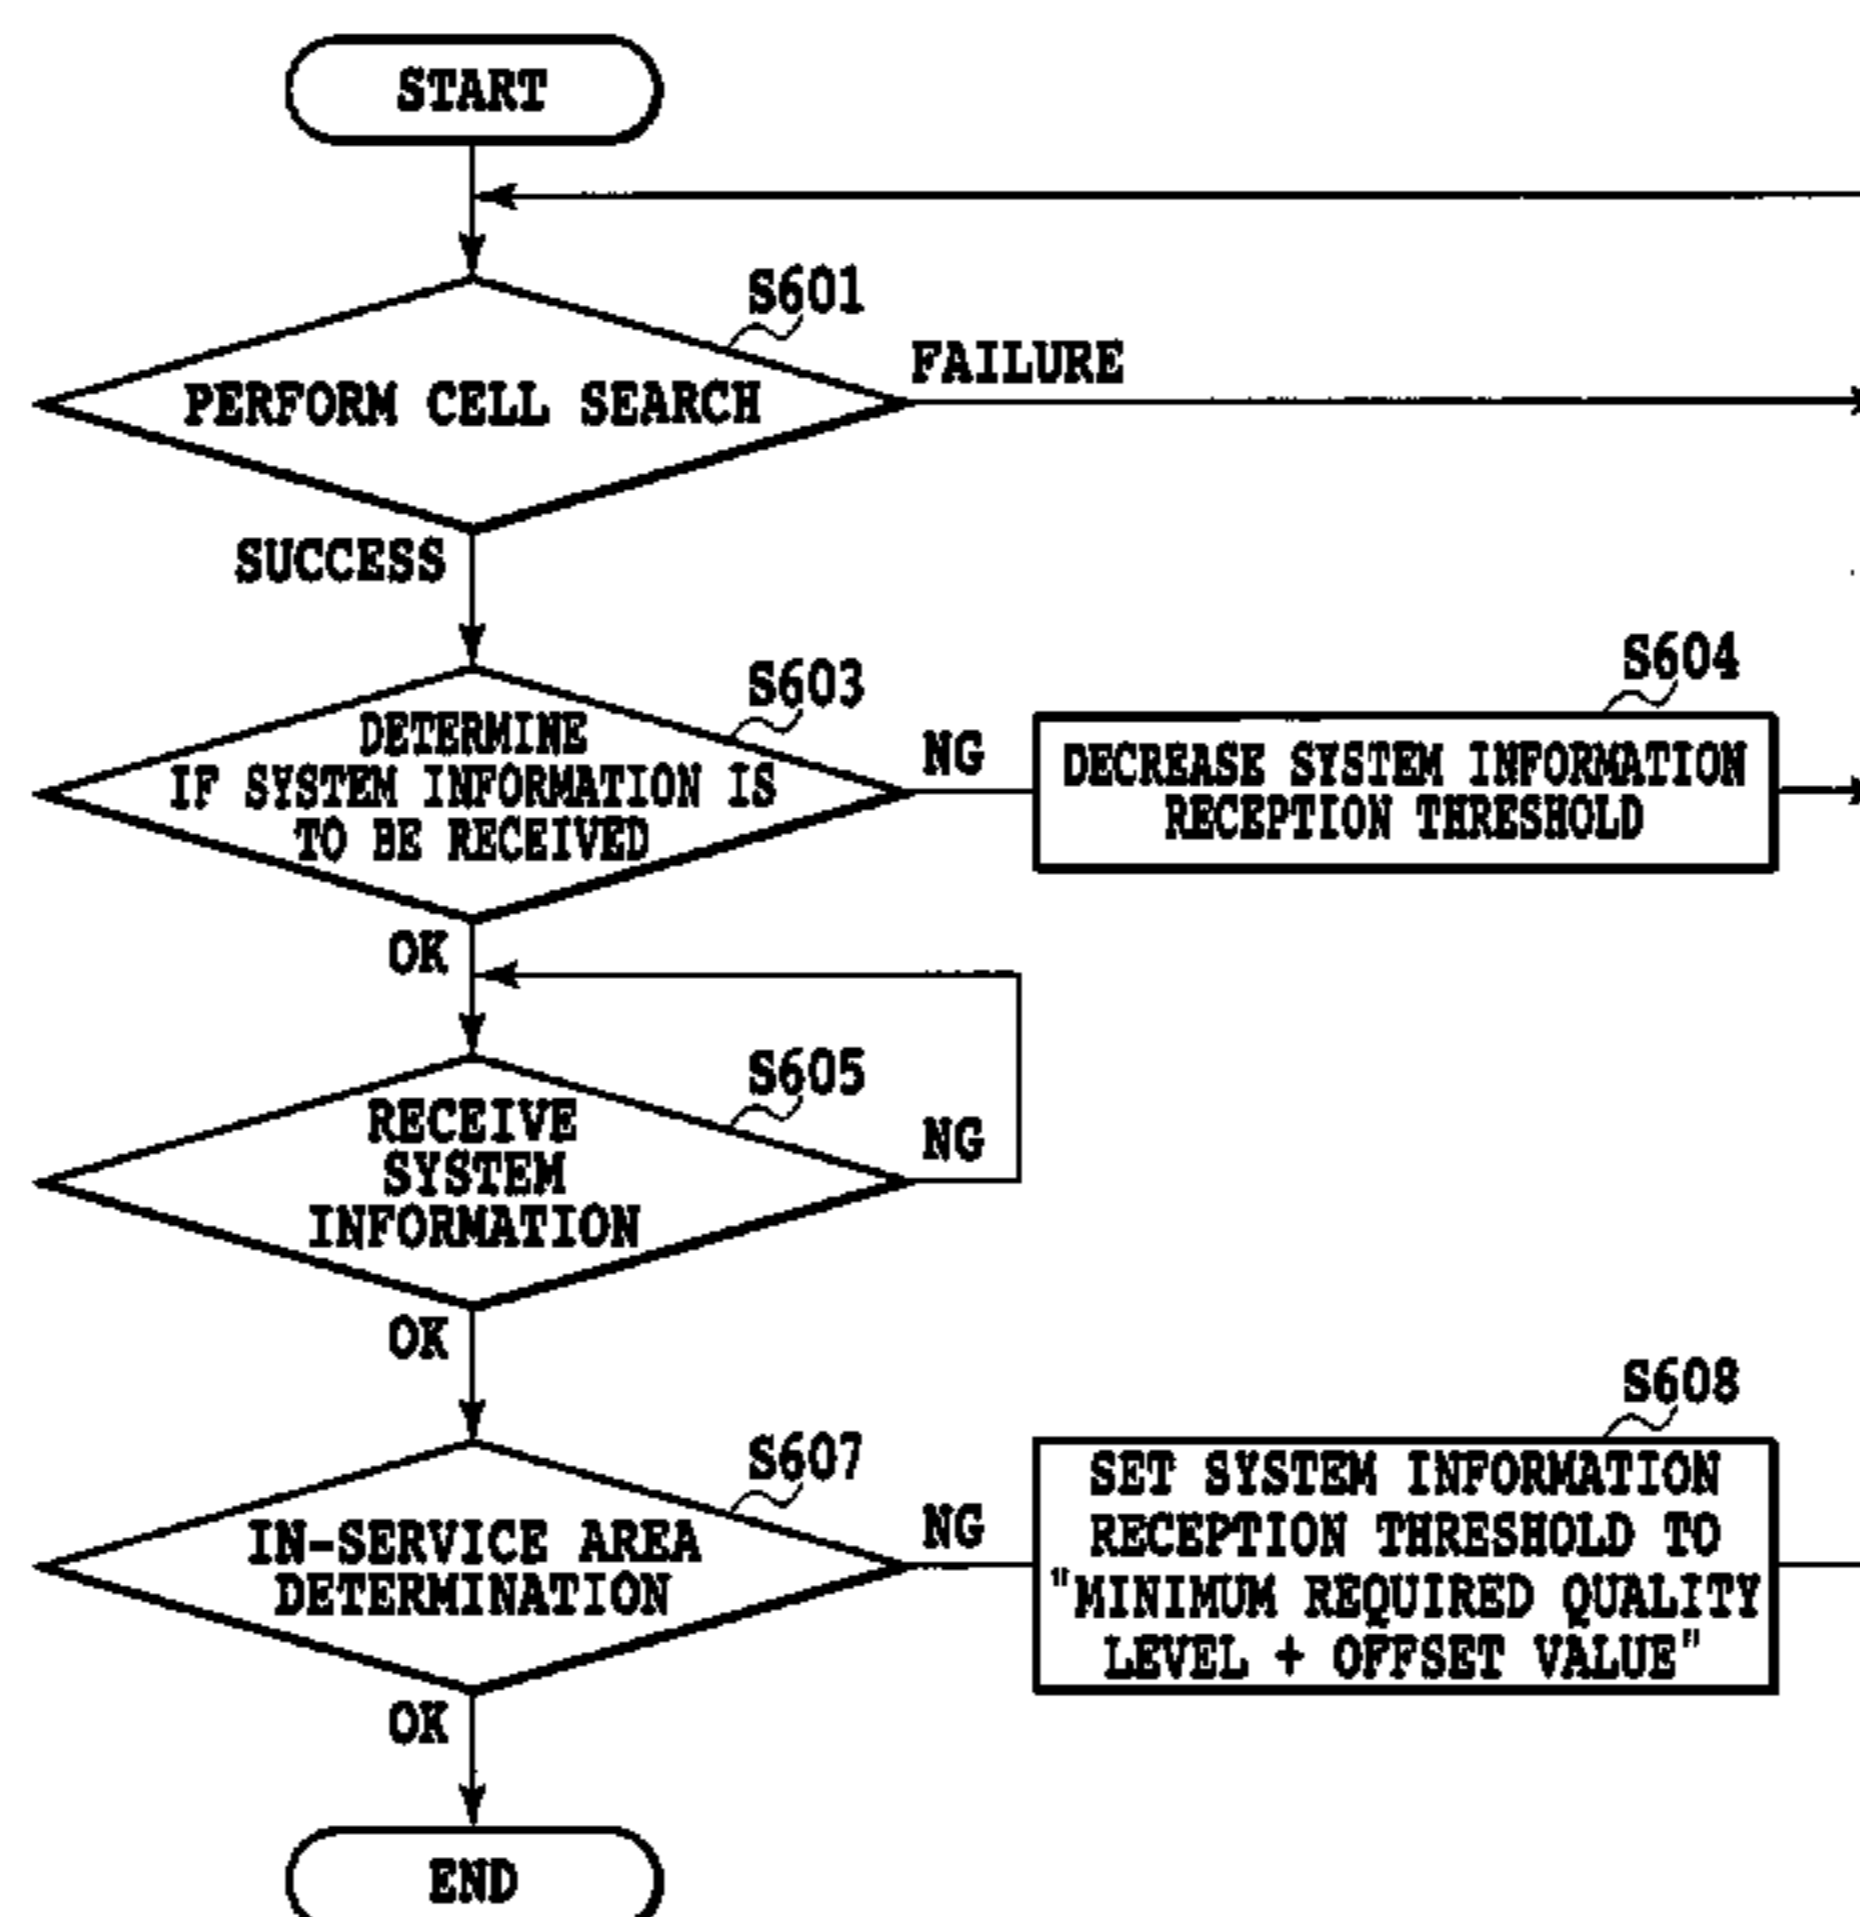 START
S601
FAILURE
PERFORM CELL SEARCH
SUCCESS
S603
S604
DETERMINE
IF SYSTEM INFORMATION IS
TO BE RECEIVED
NG
DECREASE SYSTEM INFORMATION
RECEPTION THRESHOLD
OK
S605
RECEIVE
SYSTEM
INFORMATION
NG
OK
S607
S608
IN-SERVICE AREA
DETERMINATION
NG
SET SYSTEM INFORMATION
RECEPTION THRESHOLD TO
"MINIMUM REQUIRED QUALITY
LEVEL + OFFSET VALUE"
OK
END